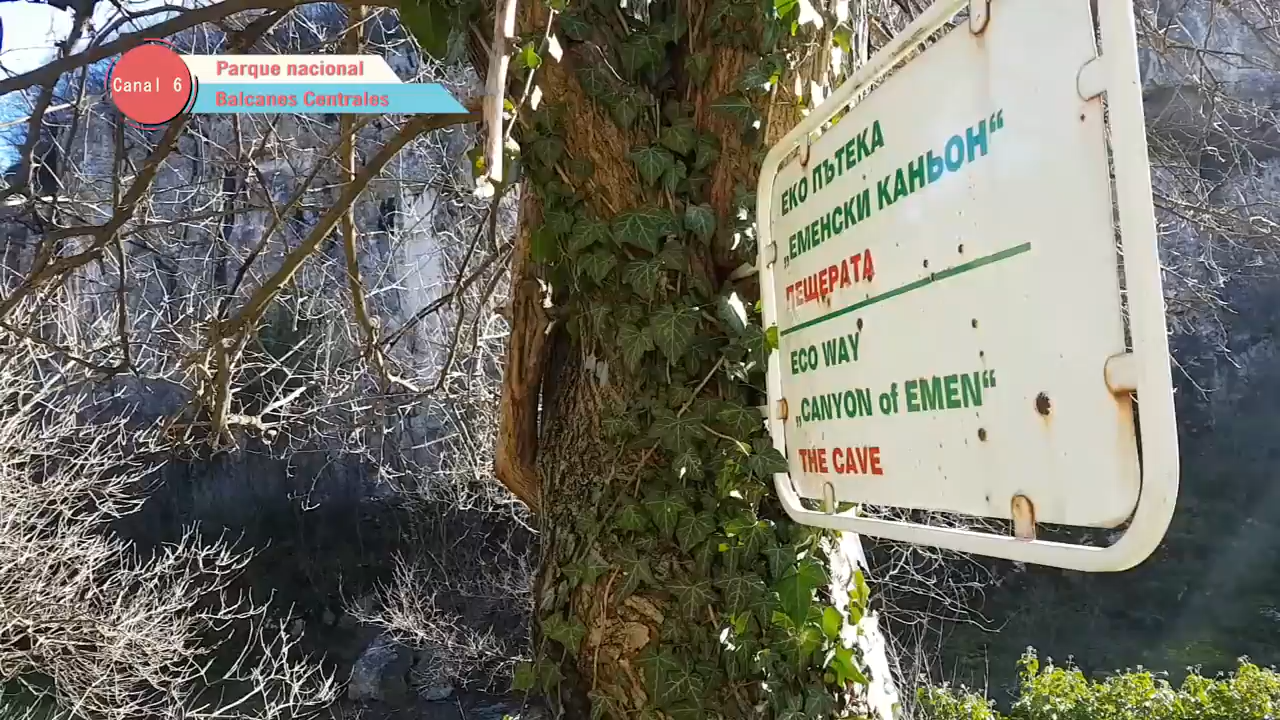 Canal 6
Parque nacional
Balcanes Centrales
ЕКО ПЪТЕКА
„ЕМЕНСКИ КАНЬОН“
ПЕЩЕРАТА
ECO WAY
„CANYON of EMEN“
THE CAVE